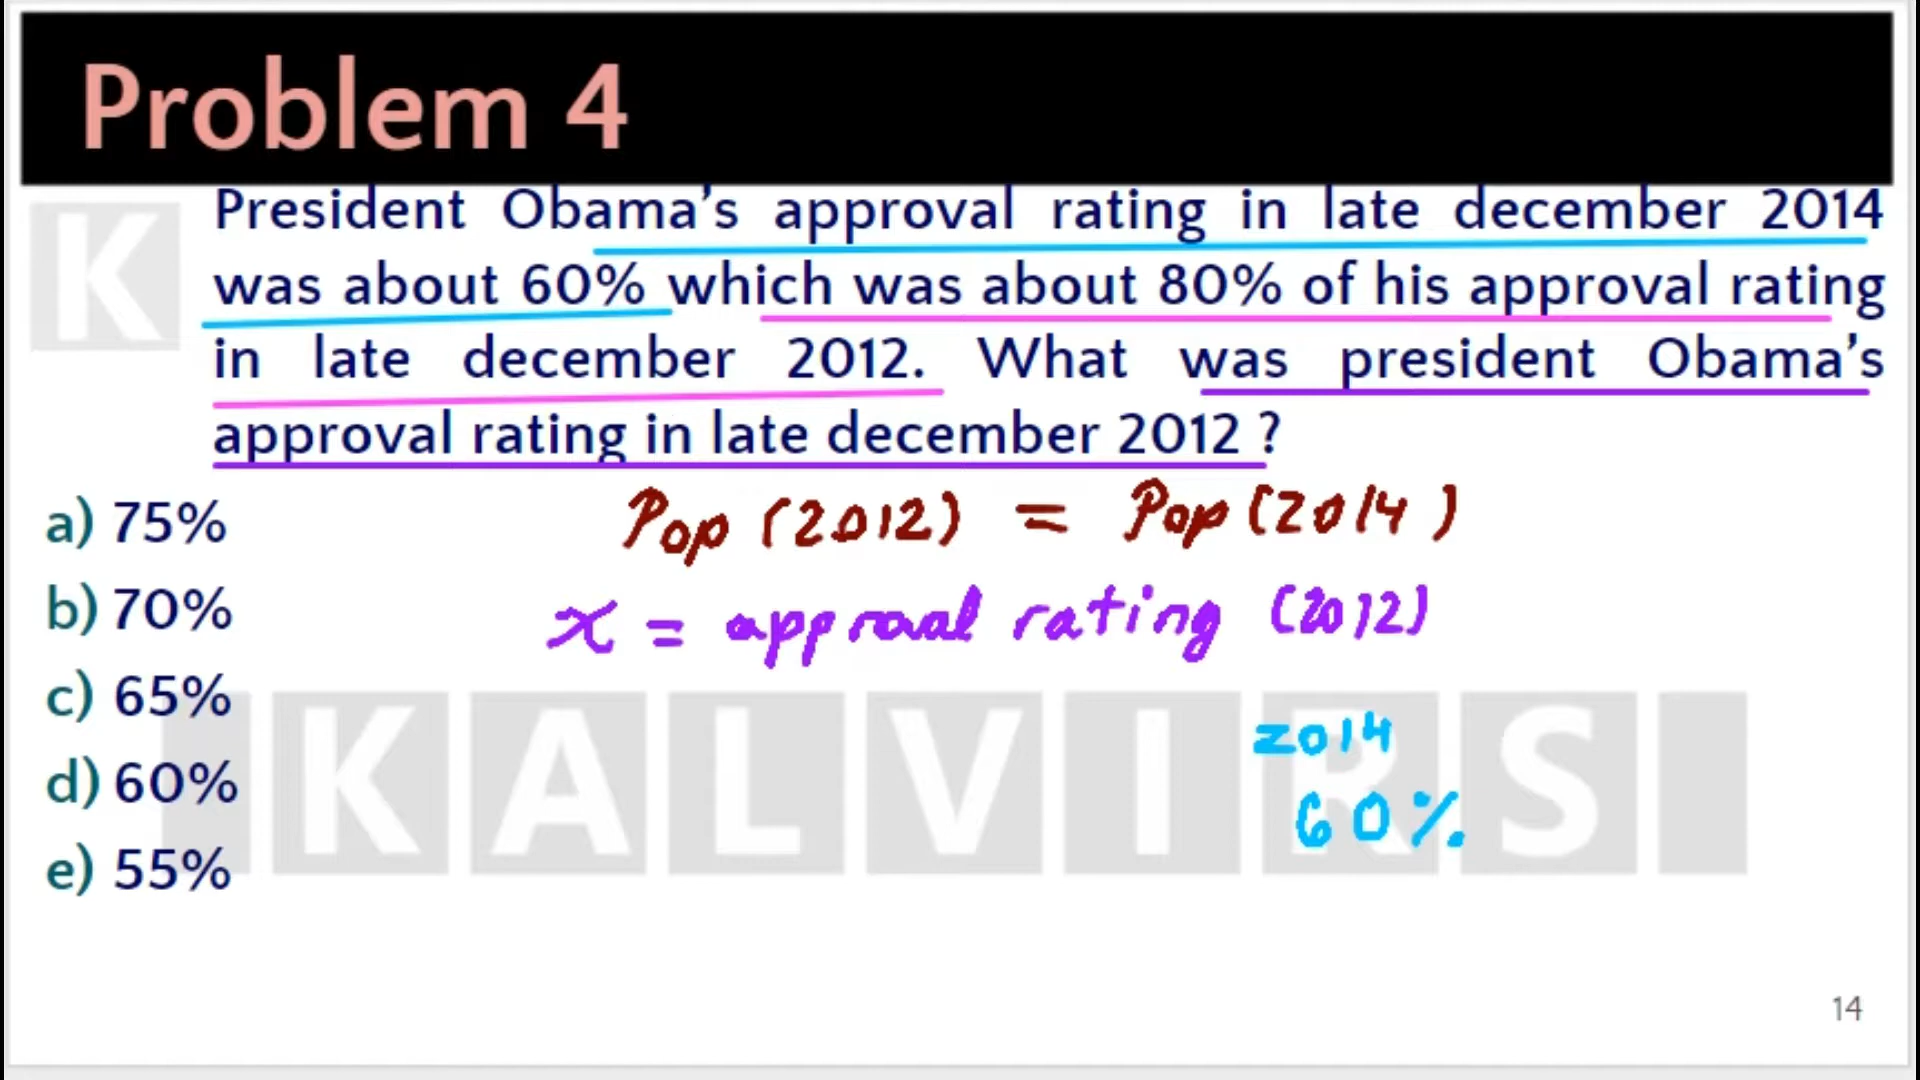 Problem 4
K
President Obama's approval rating in late december 2014
was about 60% which was about 80% of his approval rating
in late december 2012. What was president Obama's
approval rating in late december 2012 ?
a) 75%
b) 70%
c) 65%
d) 60%
e) 55%
Pop (2012) = Pop (2014)
x = approval rating (2012)
2014
60%
KALVIRS
14